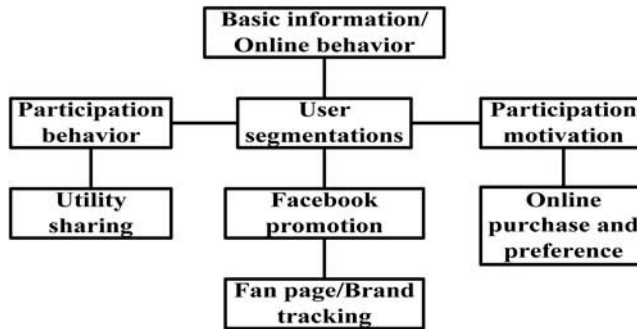 Basic information/
Online behavior
Participation
behavior
User
segmentations
Participation
motivation
Utility
sharing
Facebook
promotion
Online
purchase and
preference
Fan page/Brand
tracking